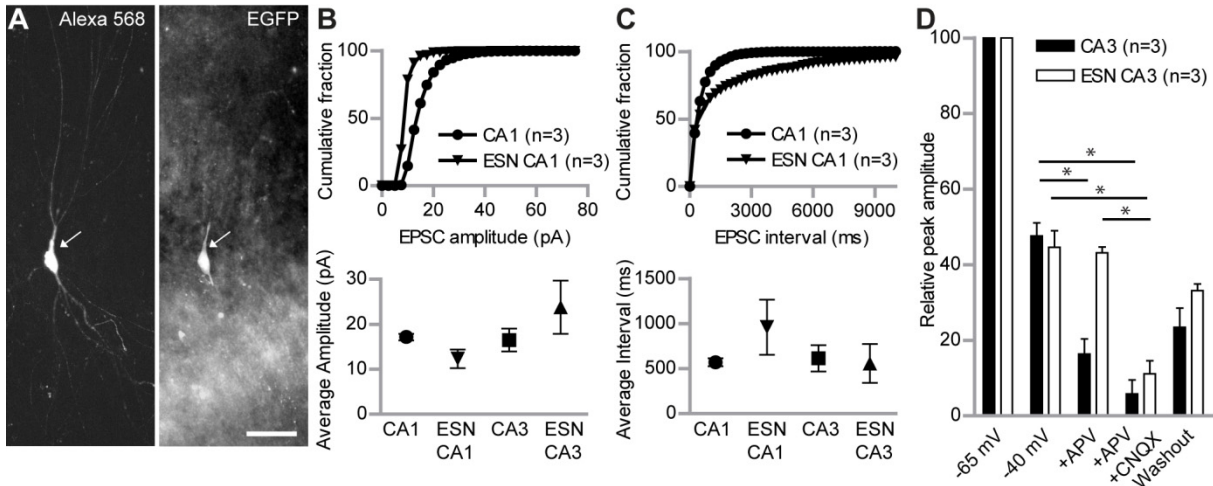 A
Alexa 568
EGFP
B
Cumulative fraction
100
50
0
CA1 (n=3)
ESN CA1 (n=3)
0
20
40
60
80
EPSC amplitude (pA)
Average Amplitude (pA)
30
20
10
0
CA1
ESN
CA1
CA3
ESN
CA3
C
Cumulative fraction
100
50
0
CA1 (n=3)
ESN CA1 (n=3)
0
3000
6000
9000
EPSC interval (ms)
Average Interval (ms)
1500
1000
500
0
CA1
ESN
CA1
CA3
ESN
CA3
D
Relative peak amplitude
100
80
60
40
20
0
CA3 (n=3)
ESN CA3 (n=3)
*
*
*
*
-65 mV
-40 mV
+APV
+APV
+CNQX
Washout